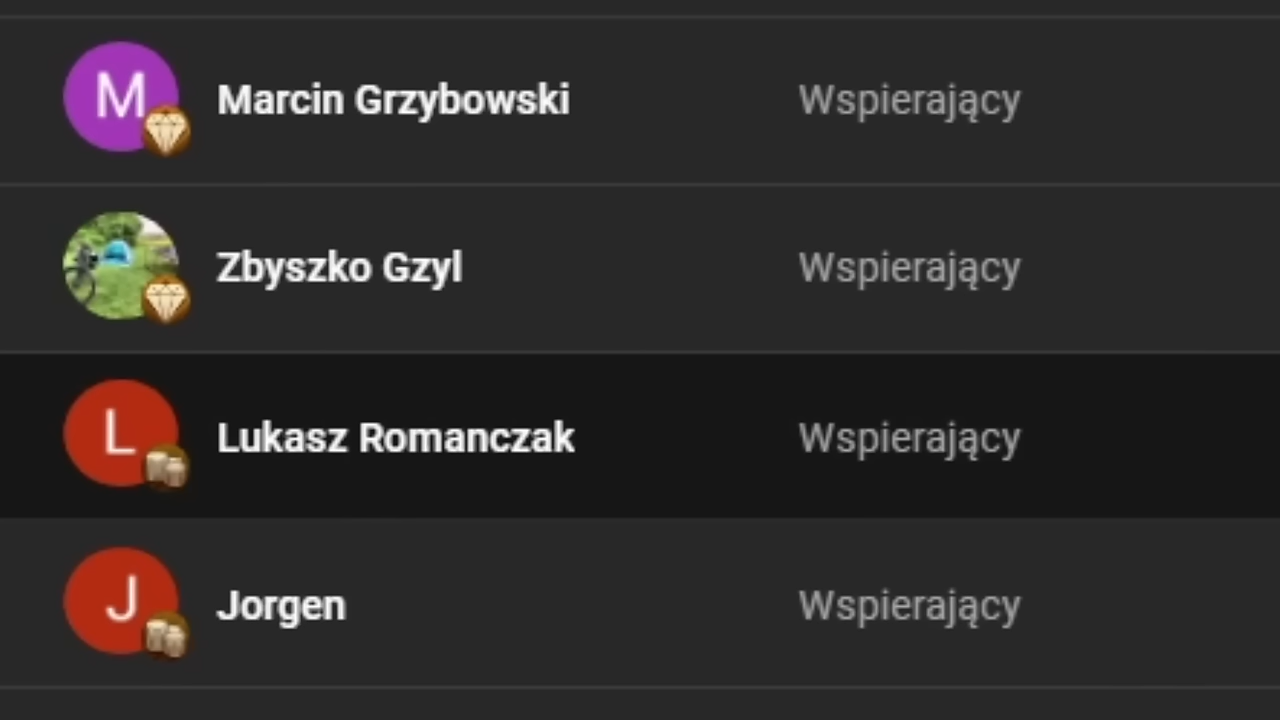 M Marcin Grzybowski Wspierający
Zbyszko Gzyl Wspierający
L Lukasz Romanczak Wspierający
J Jorgen Wspierający